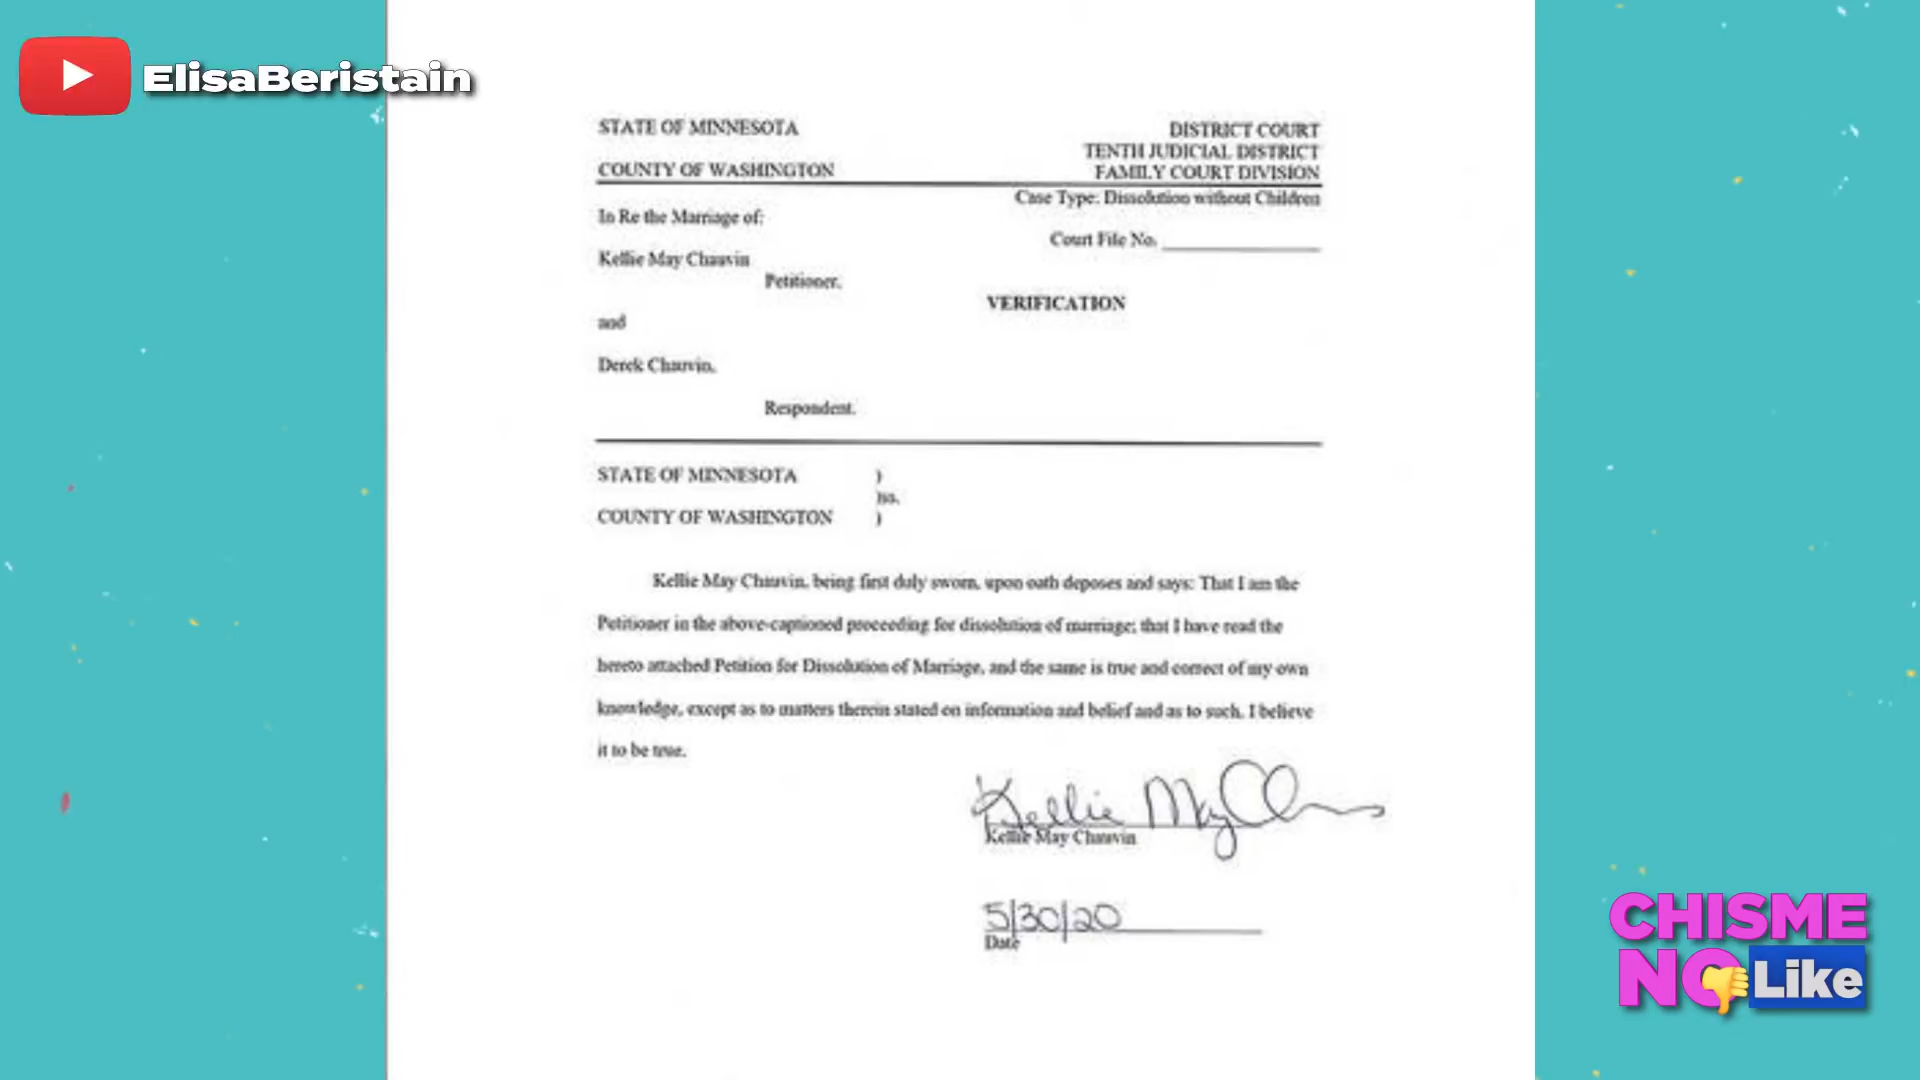 ElisaBeristain
STATE OF MINNESOTA
DISTRICT COURT
TENTH JUDICIAL DISTRICT
COUNTY OF WASHINGTON
FAMILY COURT DIVISION
Case Type: Dissolution without Children
In Re the Marriage of:
Court File No.
Kellie May Chauvin
Petitioner,
VERIFICATION
and
Derek Chauvin,
Respondent.
STATE OF MINNESOTA )
)
COUNTY OF WASHINGTON )
Kellie May Chauvin, being first duly sworn, upon oath deposes and says: That I am the
Petitioner in the above-captioned proceeding for dissolution of marriage; that I have read the
hereto attached Petition for Dissolution of Marriage, and the same is true and correct of my own
knowledge, except as to matters therein stated on information and belief and as to such, I believe
it to be true.
Kellie May Ch
Kellie May Chauvin
5/30/20
Date
CHISME
NO Like